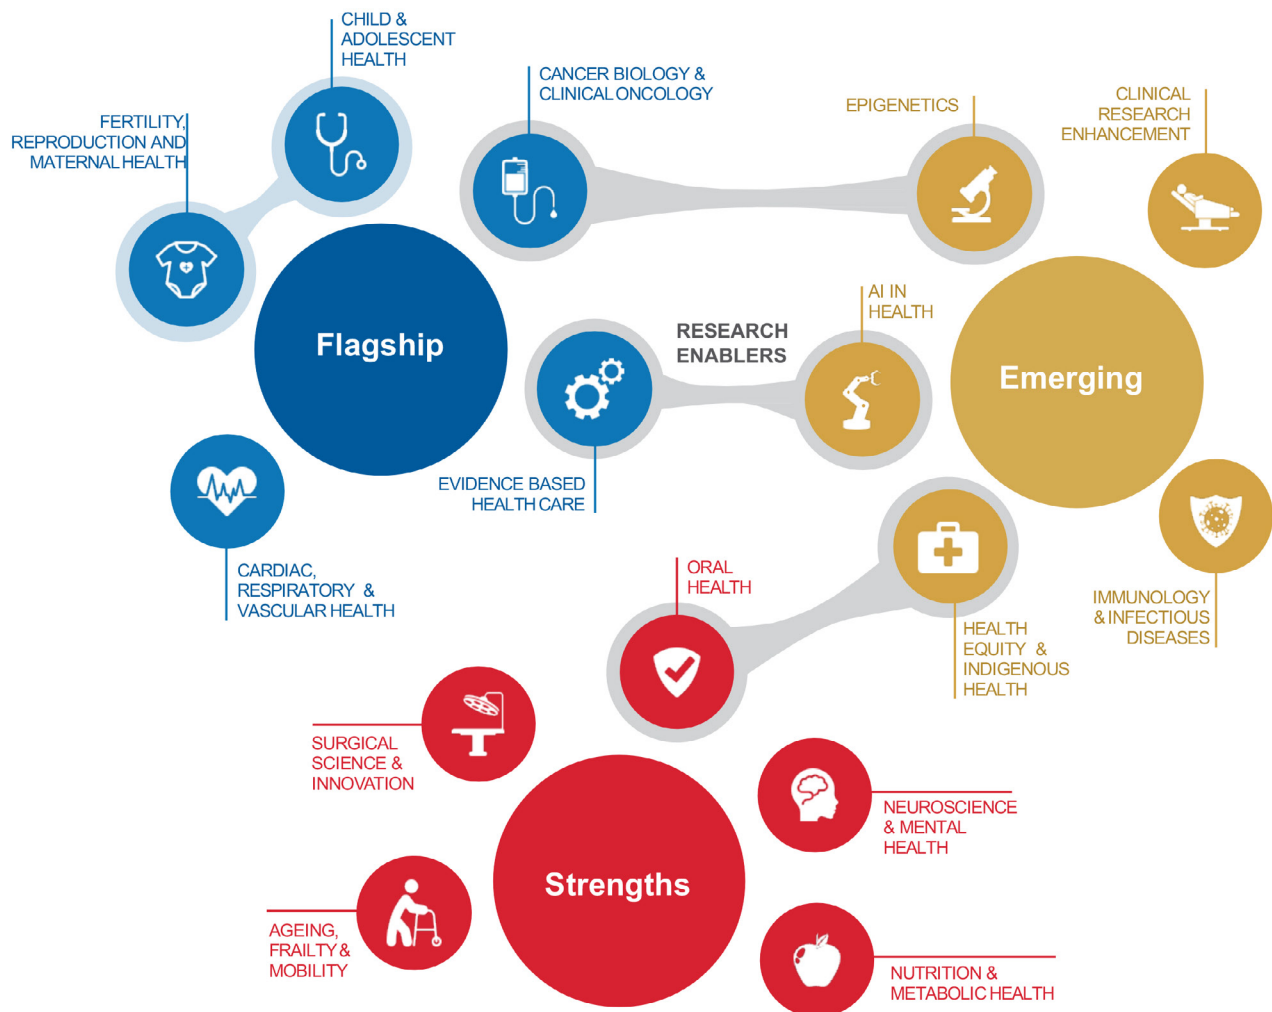 CHILD &
ADOLESCENT
HEALTH
FERTILITY,
REPRODUCTION AND
MATERNAL HEALTH
CANCER BIOLOGY &
CLINICAL ONCOLOGY
EPIGENETICS
CLINICAL
RESEARCH
ENHANCEMENT
Flagship
RESEARCH
ENABLERS
AI IN
HEALTH
Emerging
EVIDENCE BASED
HEALTH CARE
CARDIAC,
RESPIRATORY &
VASCULAR HEALTH
ORAL
HEALTH
HEALTH
EQUITY &
INDIGENOUS
HEALTH
IMMUNOLOGY
& INFECTIOUS
DISEASES
SURGICAL
SCIENCE &
INNOVATION
NEUROSCIENCE
& MENTAL
HEALTH
Strengths
AGEING,
FRAILTY &
MOBILITY
NUTRITION &
METABOLIC HEALTH